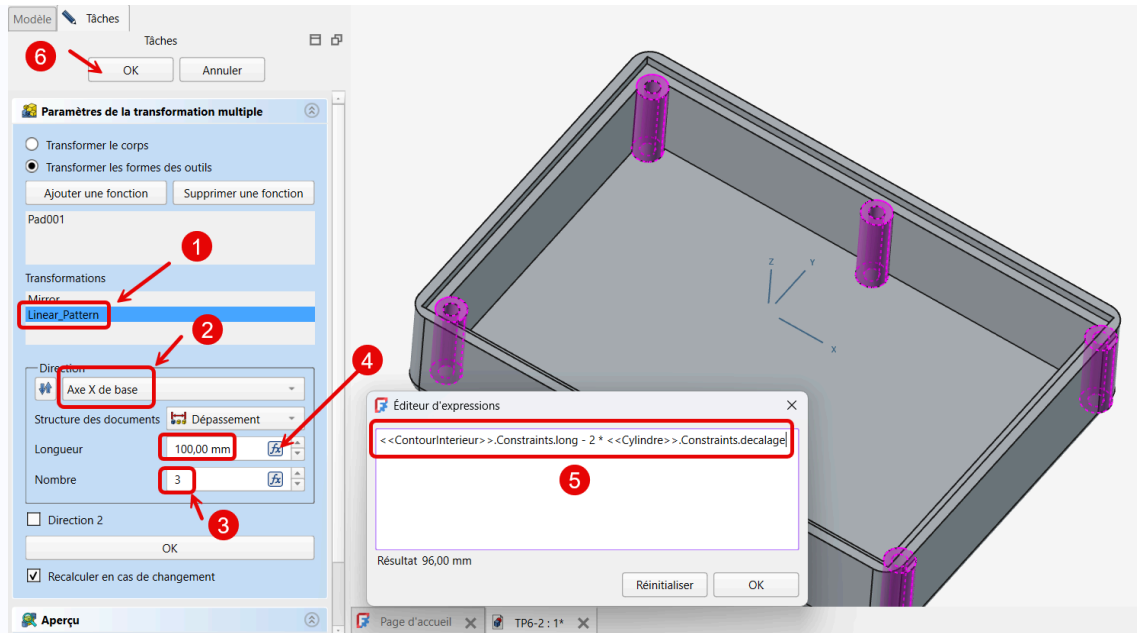 Modèle
Tâches
Tâches
6
OK
Annuler
Paramètres de la transformation multiple
Transformer le corps
Transformer les formes des outils
Ajouter une fonction
Supprimer une fonction
Pad001
1
Transformations
Mirror
Linear_Pattern
2
Direction
4
Axe X de base
Structure des documents
Dépassement
Longueur
100,00 mm
fx
Nombre
3
fx
3
Direction 2
OK
Recalculer en cas de changement
Aperçu
Z
Y
X
Éditeur d'expressions
<<ContourInterieur>>.Constraints.long - 2 * <<Cylindre>>.Constraints.decalage
5
Résultat 96,00 mm
Réinitialiser
OK
Page d'accueil
TP6-2 : 1*